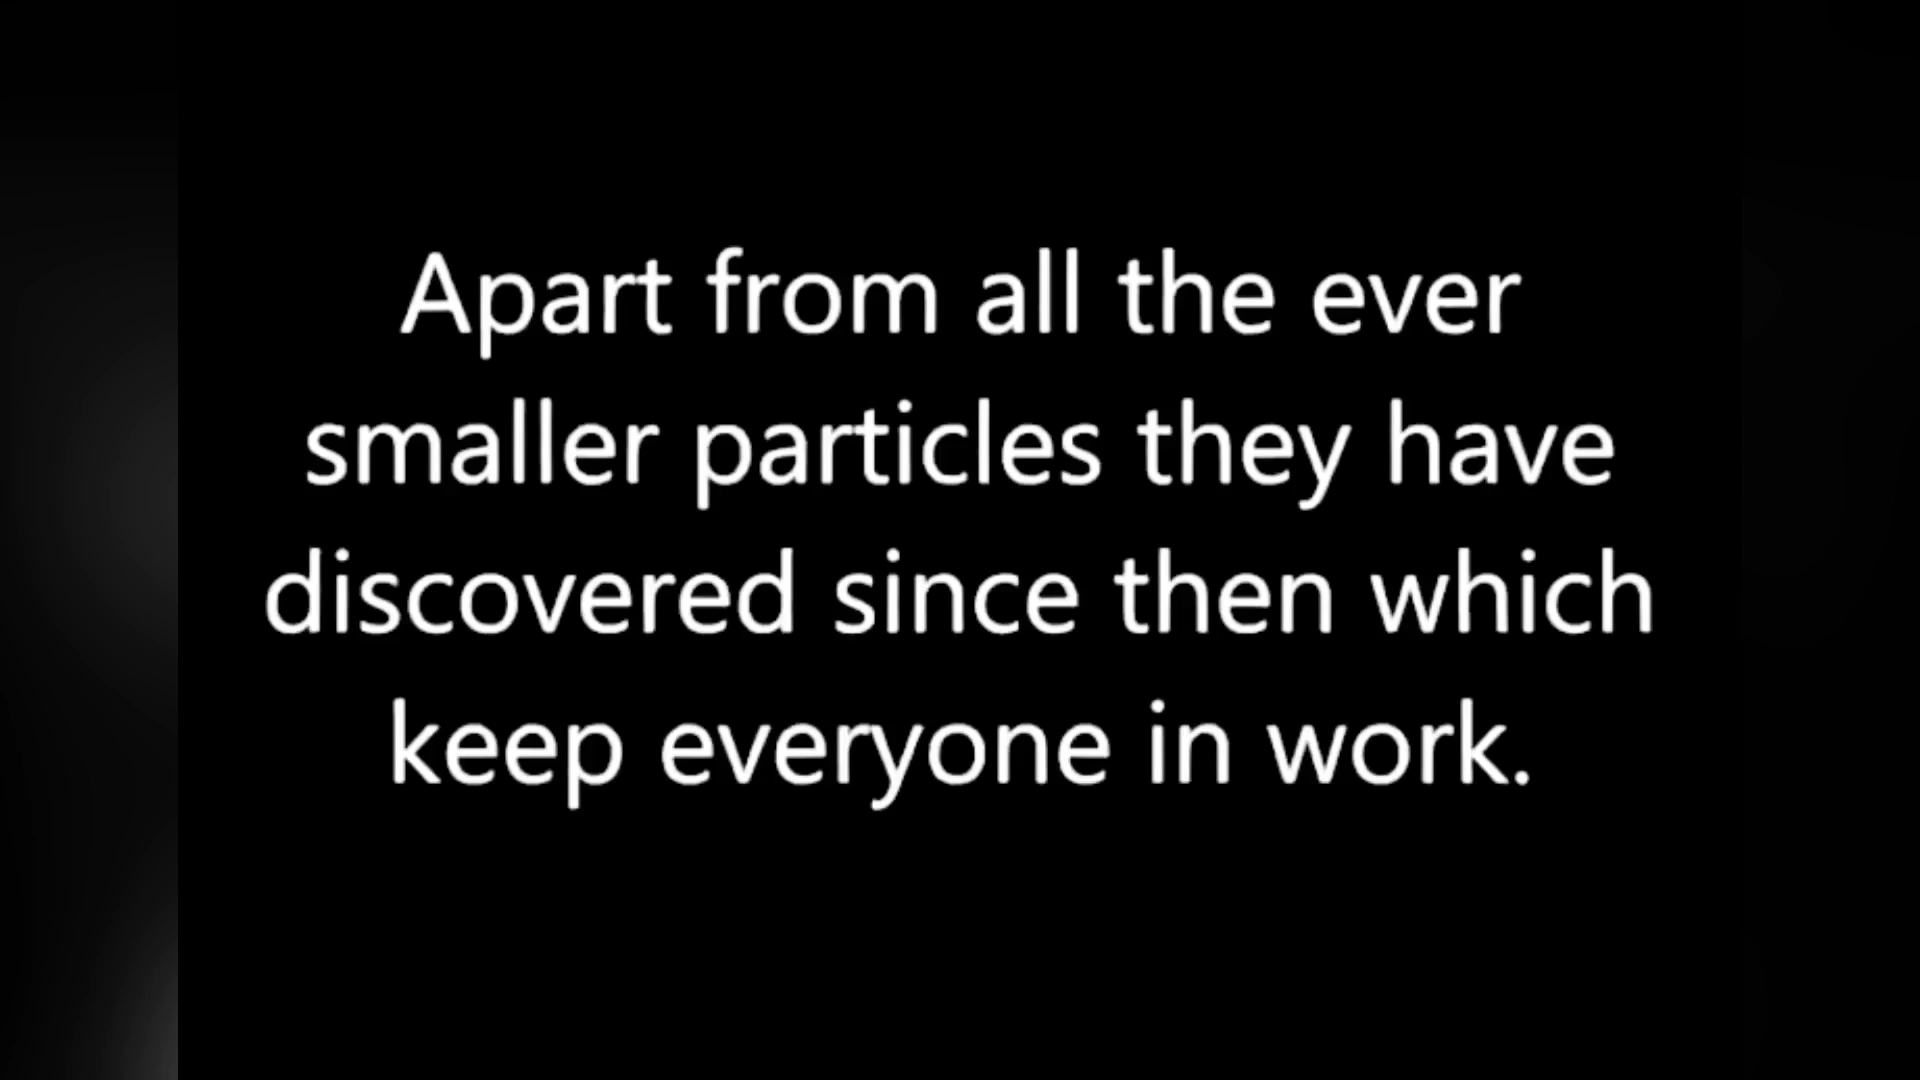 Apart from all the ever
smaller particles they have
discovered since then which
keep everyone in work.